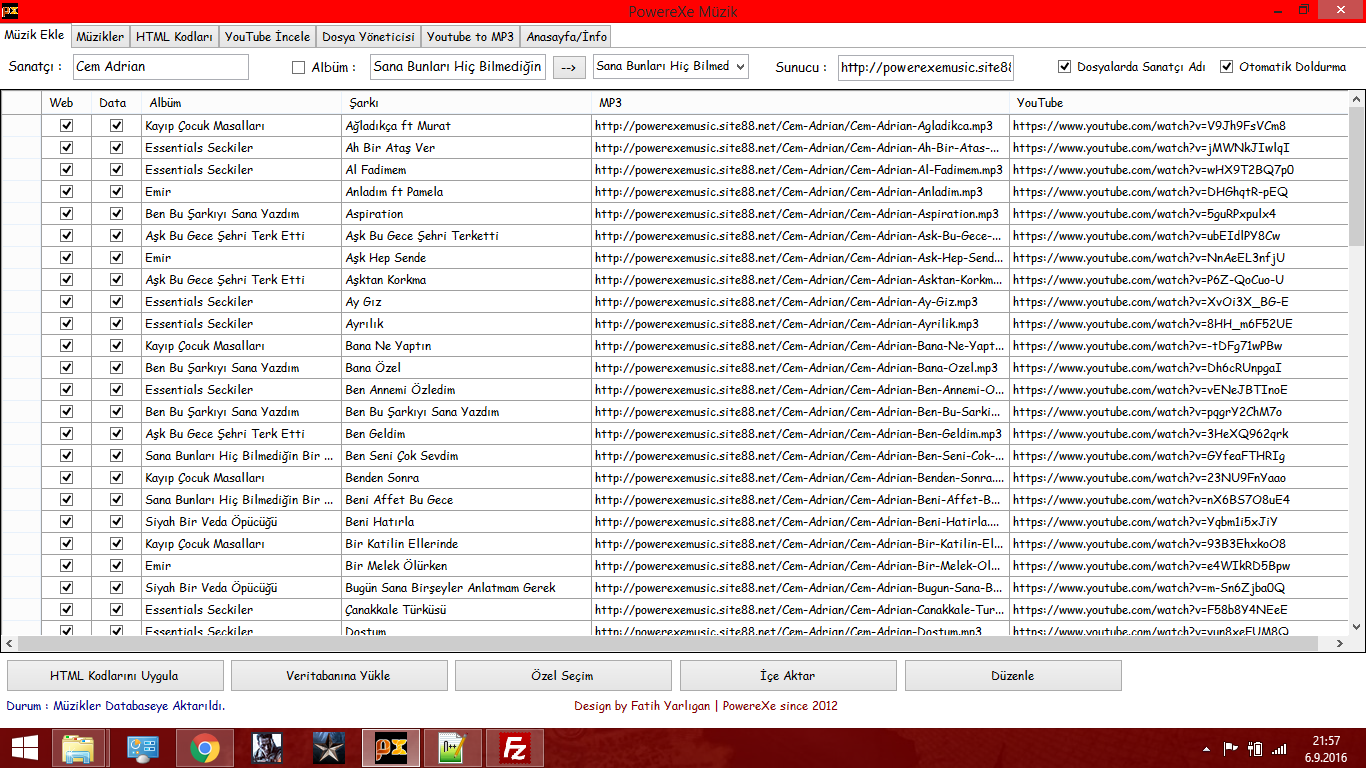 PowereXe Müzik
Müzik Ekle Müzikler HTML Kodları YouTube İncele Dosya Yöneticisi Youtube to MP3 Anasayfa/İnfo
Sanatçı : Cem Adrian Albüm : Sana Bunları Hiç Bilmediğin --> Sana Bunları Hiç Bilmed Sunucu : http://powerexemusic.site88 Dosyalarda Sanatçı Adı Otomatik Doldurma
Web Data Albüm Şarkı MP3 YouTube
Kayıp Çocuk Masalları Ağladıkça ft Murat http://powerexemusic.site88.net/Cem-Adrian/Cem-Adrian-Agladikca.mp3 https://www.youtube.com/watch?v=V9Jh9FsVCm8
Essentials Seckiler Ah Bir Ataş Ver http://powerexemusic.site88.net/Cem-Adrian/Cem-Adrian-Ah-Bir-Atas-... https://www.youtube.com/watch?v=jMWNkJIwlqI
Essentials Seckiler Al Fadimem http://powerexemusic.site88.net/Cem-Adrian/Cem-Adrian-Al-Fadimem.mp3 https://www.youtube.com/watch?v=wHX9T2BQ7p0
Emir Anladım ft Pamela http://powerexemusic.site88.net/Cem-Adrian/Cem-Adrian-Anladim.mp3 https://www.youtube.com/watch?v=DHGhqtR-pEQ
Ben Bu Şarkıyı Sana Yazdım Aspiration http://powerexemusic.site88.net/Cem-Adrian/Cem-Adrian-Aspiration.mp3 https://www.youtube.com/watch?v=5guRPxpulx4
Aşk Bu Gece Şehri Terk Etti Aşk Bu Gece Şehri Terketti http://powerexemusic.site88.net/Cem-Adrian/Cem-Adrian-Ask-Bu-Gece-... https://www.youtube.com/watch?v=ubEIdlPY8Cw
Emir Aşk Hep Sende http://powerexemusic.site88.net/Cem-Adrian/Cem-Adrian-Ask-Hep-Send... https://www.youtube.com/watch?v=NnAeEL3nfjU
Aşk Bu Gece Şehri Terk Etti Aşktan Korkma http://powerexemusic.site88.net/Cem-Adrian/Cem-Adrian-Asktan-Korkm... https://www.youtube.com/watch?v=P6Z-QoCuo-U
Essentials Seckiler Ay Gız http://powerexemusic.site88.net/Cem-Adrian/Cem-Adrian-Ay-Giz.mp3 https://www.youtube.com/watch?v=XvOi3X_BG-E
Essentials Seckiler Ayrılık http://powerexemusic.site88.net/Cem-Adrian/Cem-Adrian-Ayrilik.mp3 https://www.youtube.com/watch?v=8HH_m6F52UE
Kayıp Çocuk Masalları Bana Ne Yaptın http://powerexemusic.site88.net/Cem-Adrian/Cem-Adrian-Bana-Ne-Yapt... https://www.youtube.com/watch?v=-tDFg71wPBw
Ben Bu Şarkıyı Sana Yazdım Bana Özel http://powerexemusic.site88.net/Cem-Adrian/Cem-Adrian-Bana-Ozel.mp3 https://www.youtube.com/watch?v=Dh6cRUnpgaI
Essentials Seckiler Ben Annemi Özledim http://powerexemusic.site88.net/Cem-Adrian/Cem-Adrian-Ben-Annemi-O... https://www.youtube.com/watch?v=vENeJBTInoE
Ben Bu Şarkıyı Sana Yazdım Ben Bu Şarkıyı Sana Yazdım http://powerexemusic.site88.net/Cem-Adrian/Cem-Adrian-Ben-Bu-Sarki... https://www.youtube.com/watch?v=pqgrY2ChM7o
Aşk Bu Gece Şehri Terk Etti Ben Geldim http://powerexemusic.site88.net/Cem-Adrian/Cem-Adrian-Ben-Geldim.mp3 https://www.youtube.com/watch?v=3HeXQ962qrk
Sana Bunları Hiç Bilmediğin Bir ... Ben Seni Çok Sevdim http://powerexemusic.site88.net/Cem-Adrian/Cem-Adrian-Ben-Seni-Cok-... https://www.youtube.com/watch?v=GYfeaFTHRIg
Kayıp Çocuk Masalları Benden Sonra http://powerexemusic.site88.net/Cem-Adrian/Cem-Adrian-Benden-Sonra.... https://www.youtube.com/watch?v=23NU9FnYaao
Sana Bunları Hiç Bilmediğin Bir ... Beni Affet Bu Gece http://powerexemusic.site88.net/Cem-Adrian/Cem-Adrian-Beni-Affet-B... https://www.youtube.com/watch?v=nX6BS7O8uE4
Siyah Bir Veda Öpücüğü Beni Hatırla http://powerexemusic.site88.net/Cem-Adrian/Cem-Adrian-Beni-Hatirla.... https://www.youtube.com/watch?v=Yqbm1i5xJiY
Kayıp Çocuk Masalları Bir Katilin Ellerinde http://powerexemusic.site88.net/Cem-Adrian/Cem-Adrian-Bir-Katilin-El... https://www.youtube.com/watch?v=93B3EhxkoO8
Emir Bir Melek Ölürken http://powerexemusic.site88.net/Cem-Adrian/Cem-Adrian-Bir-Melek-Ol... https://www.youtube.com/watch?v=e4WIkRD5Bpw
Siyah Bir Veda Öpücüğü Bugün Sana Birşeyler Anlatmam Gerek http://powerexemusic.site88.net/Cem-Adrian/Cem-Adrian-Bugun-Sana-B... https://www.youtube.com/watch?v=m-Sn6Zjba0Q
Essentials Seckiler Çanakkale Türküsü http://powerexemusic.site88.net/Cem-Adrian/Cem-Adrian-Canakkale-Tur... https://www.youtube.com/watch?v=F58b8Y4NEeE
Essentials Seckiler Dostum http://powerexemusic.site88.net/Cem-Adrian/Cem-Adrian-Dostum.mp3 https://www.youtube.com/watch?v=yun8xeEUM8Q
HTML Kodlarını Uygula Veritabanına Yükle Özel Seçim İçe Aktar Düzenle
Durum : Müzikler Databaseye Aktarıldı. Design by Fatih Yarlıgan | PowereXe since 2012
21:57
6.9.2016